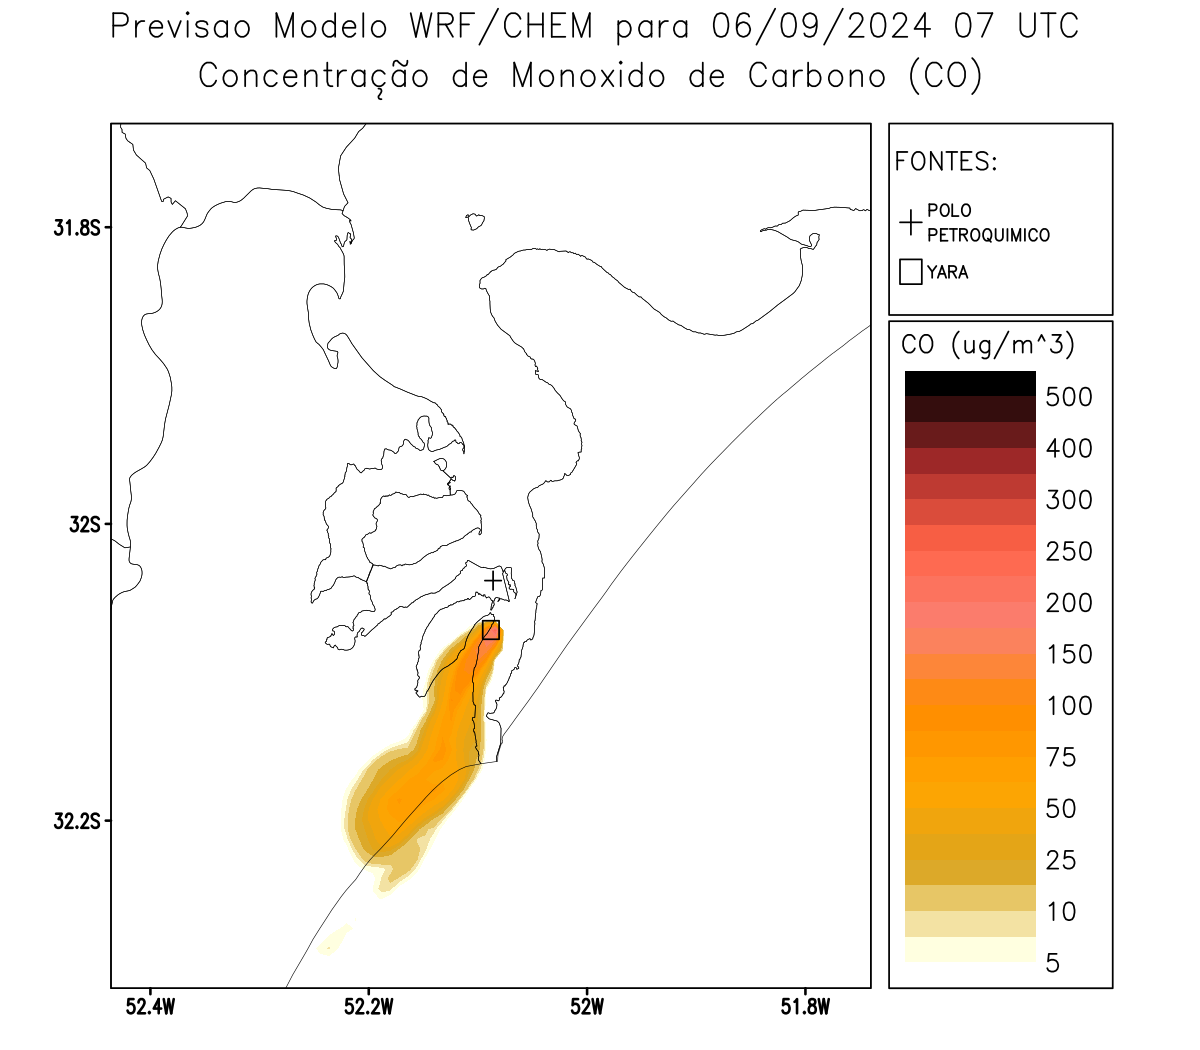 Previsao Modelo WRF/CHEM para 06/09/2024 07 UTC
Concentração de Monoxido de Carbono (CO)
FONTES:
POLO
PETROQUIMICO
YARA
CO (ug/m^3)
500
400
300
250
200
150
100
75
50
25
10
5
31.8S
32S
32.2S
52.4W
52.2W
52W
51.8W